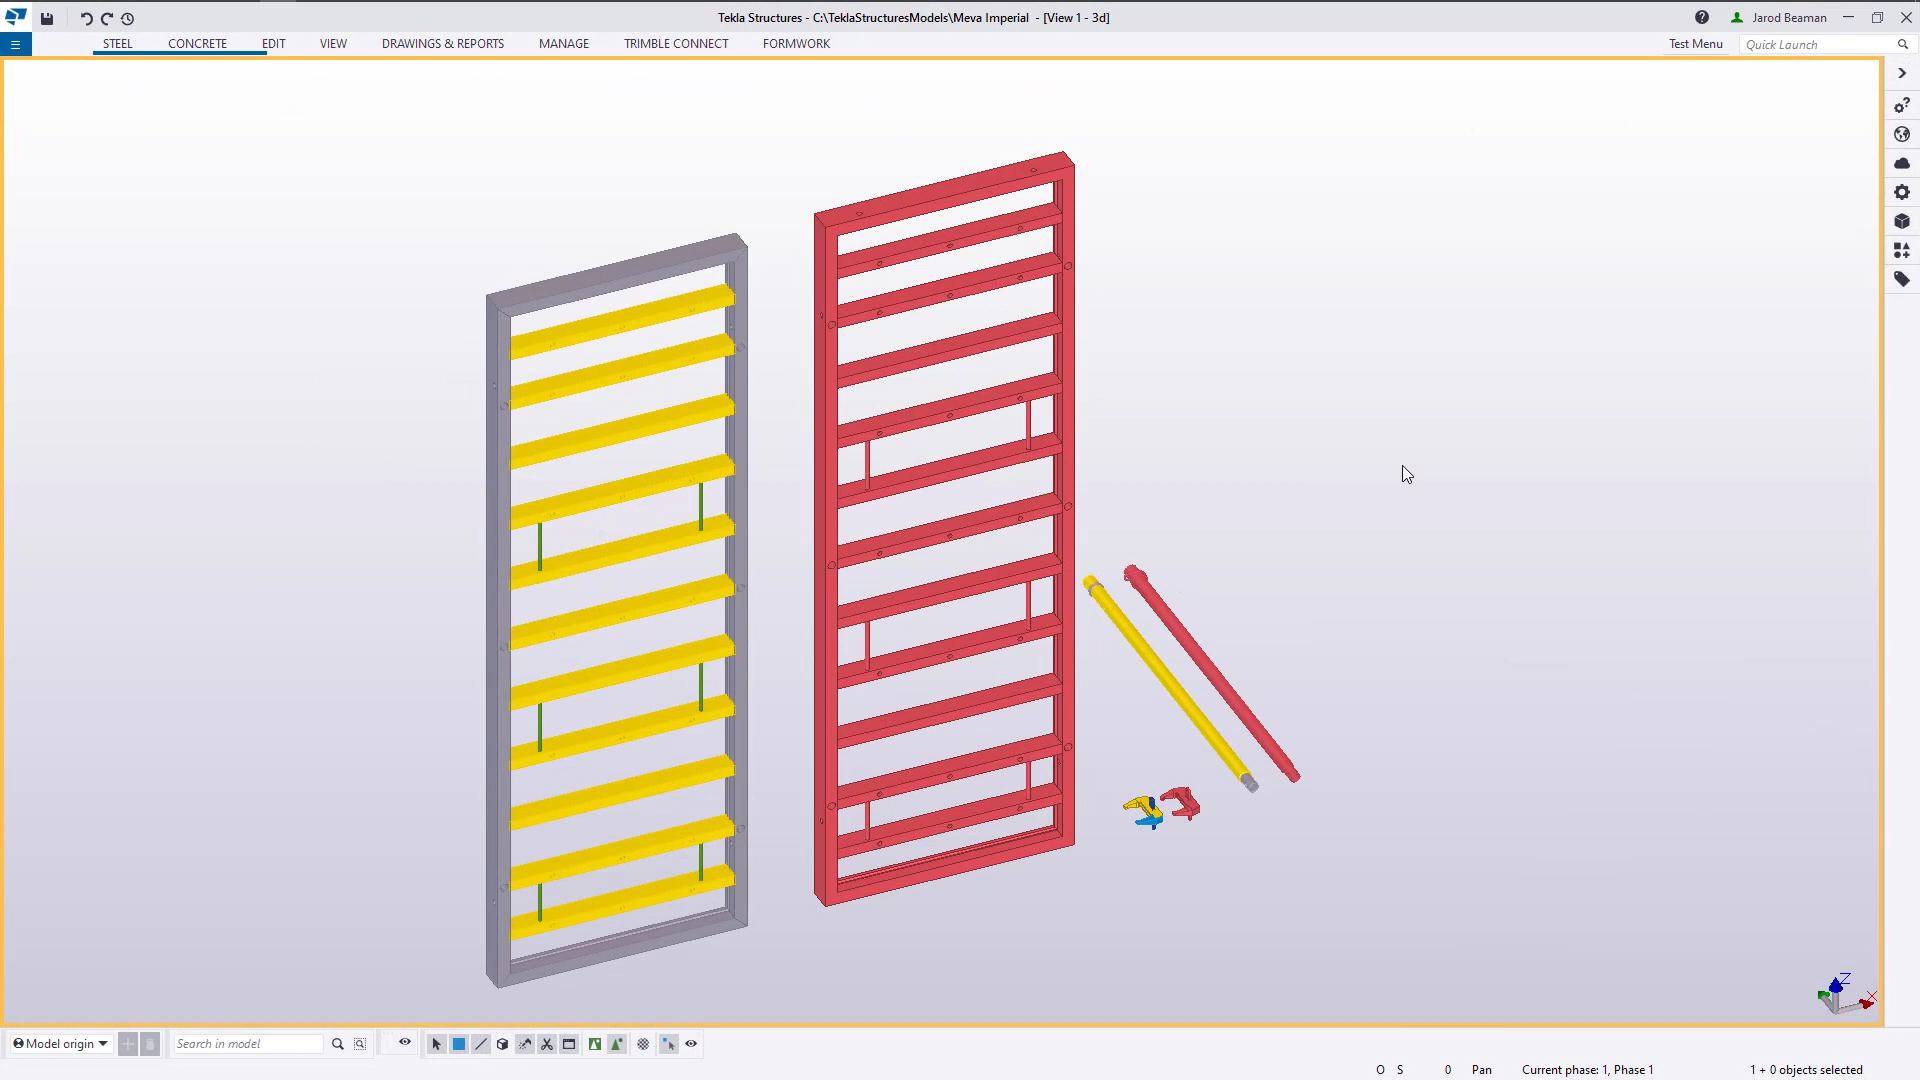 Tekla Structures - C:\TeklaStructuresModels\Meva Imperial - [View 1 - 3d]
Jarod Beaman
STEEL CONCRETE EDIT VIEW DRAWINGS & REPORTS MANAGE TRIMBLE CONNECT FORMWORK
Test Menu Quick Launch
Z
X
Model origin Search in model
O S 0 Pan Current phase: 1, Phase 1 1 + 0 objects selected